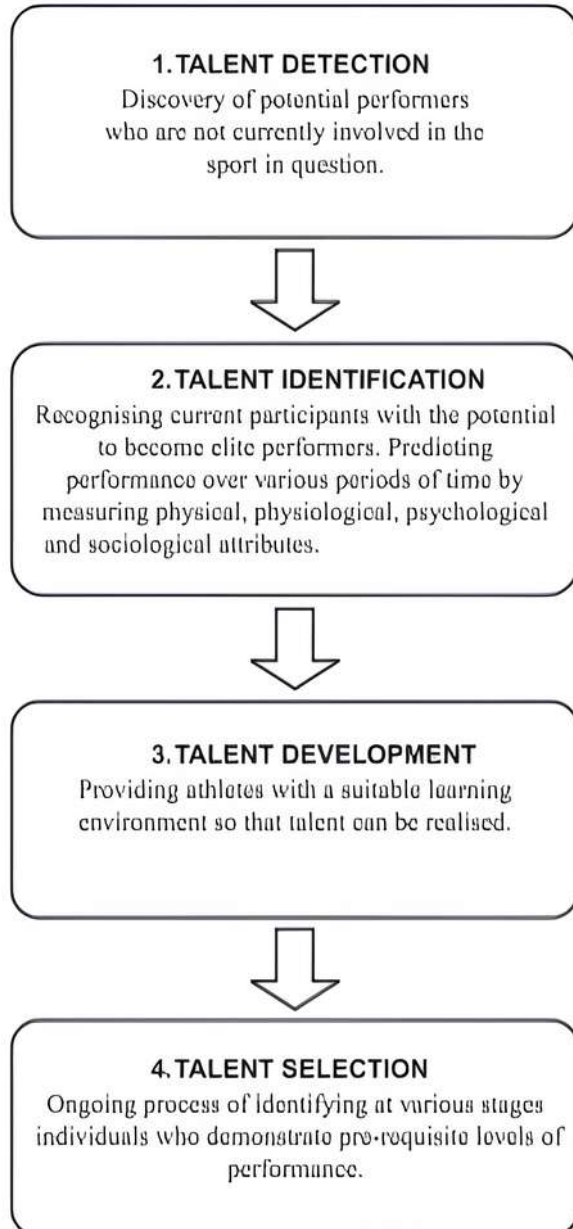 1. TALENT DETECTION
Discovery of potential performers
who are not currently involved in the
sport in question.
2. TALENT IDENTIFICATION
Recognising current participants with the potential
to become elite performers. Predicting
performance over various periods of time by
measuring physical, physiological, psychological
and sociological attributes.
3. TALENT DEVELOPMENT
Providing athletes with a suitable learning
environment so that talent can be realised.
4. TALENT SELECTION
Ongoing process of identifying at various stages
individuals who demonstrate pre-requisite levels of
performance.